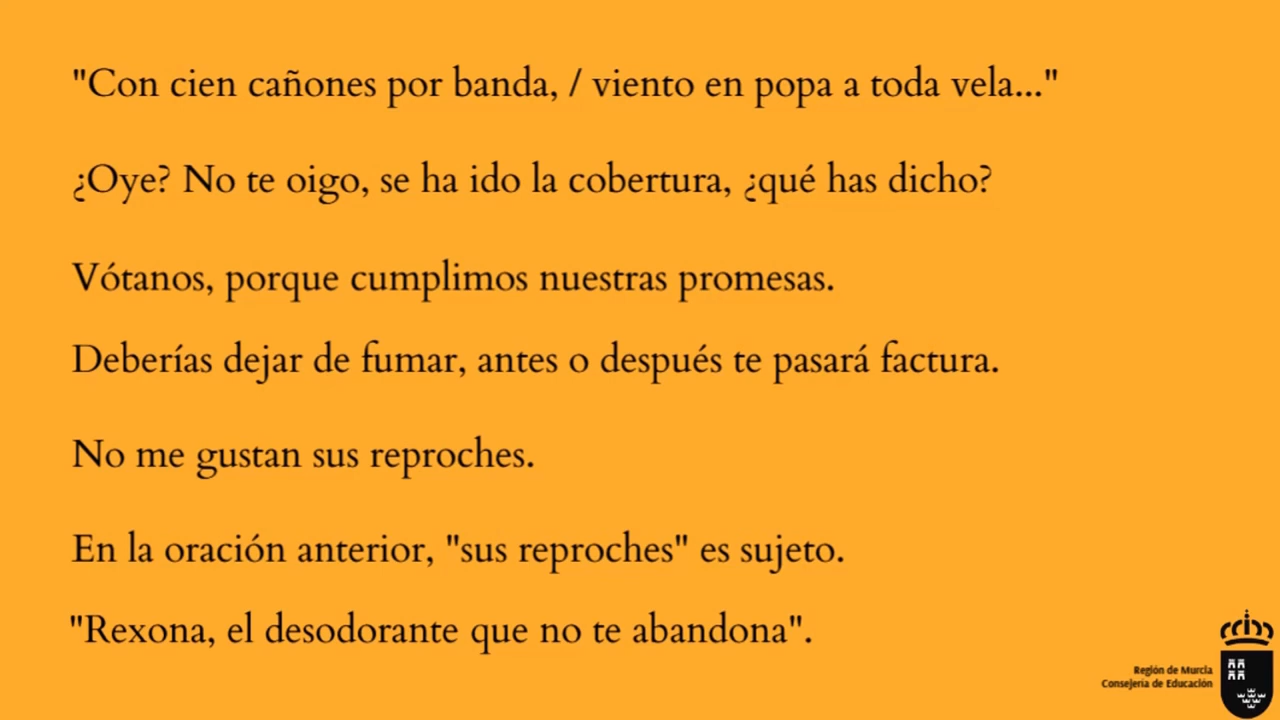 "Con cien cañones por banda, / viento en popa a toda vela..."
¿Oye? No te oigo, se ha ido la cobertura, ¿qué has dicho?
Vótanos, porque cumplimos nuestras promesas.
Deberías dejar de fumar, antes o después te pasará factura.
No me gustan sus reproches.
En la oración anterior, "sus reproches" es sujeto.
"Rexona, el desodorante que no te abandona".
Región de Murcia
Consejería de Educación